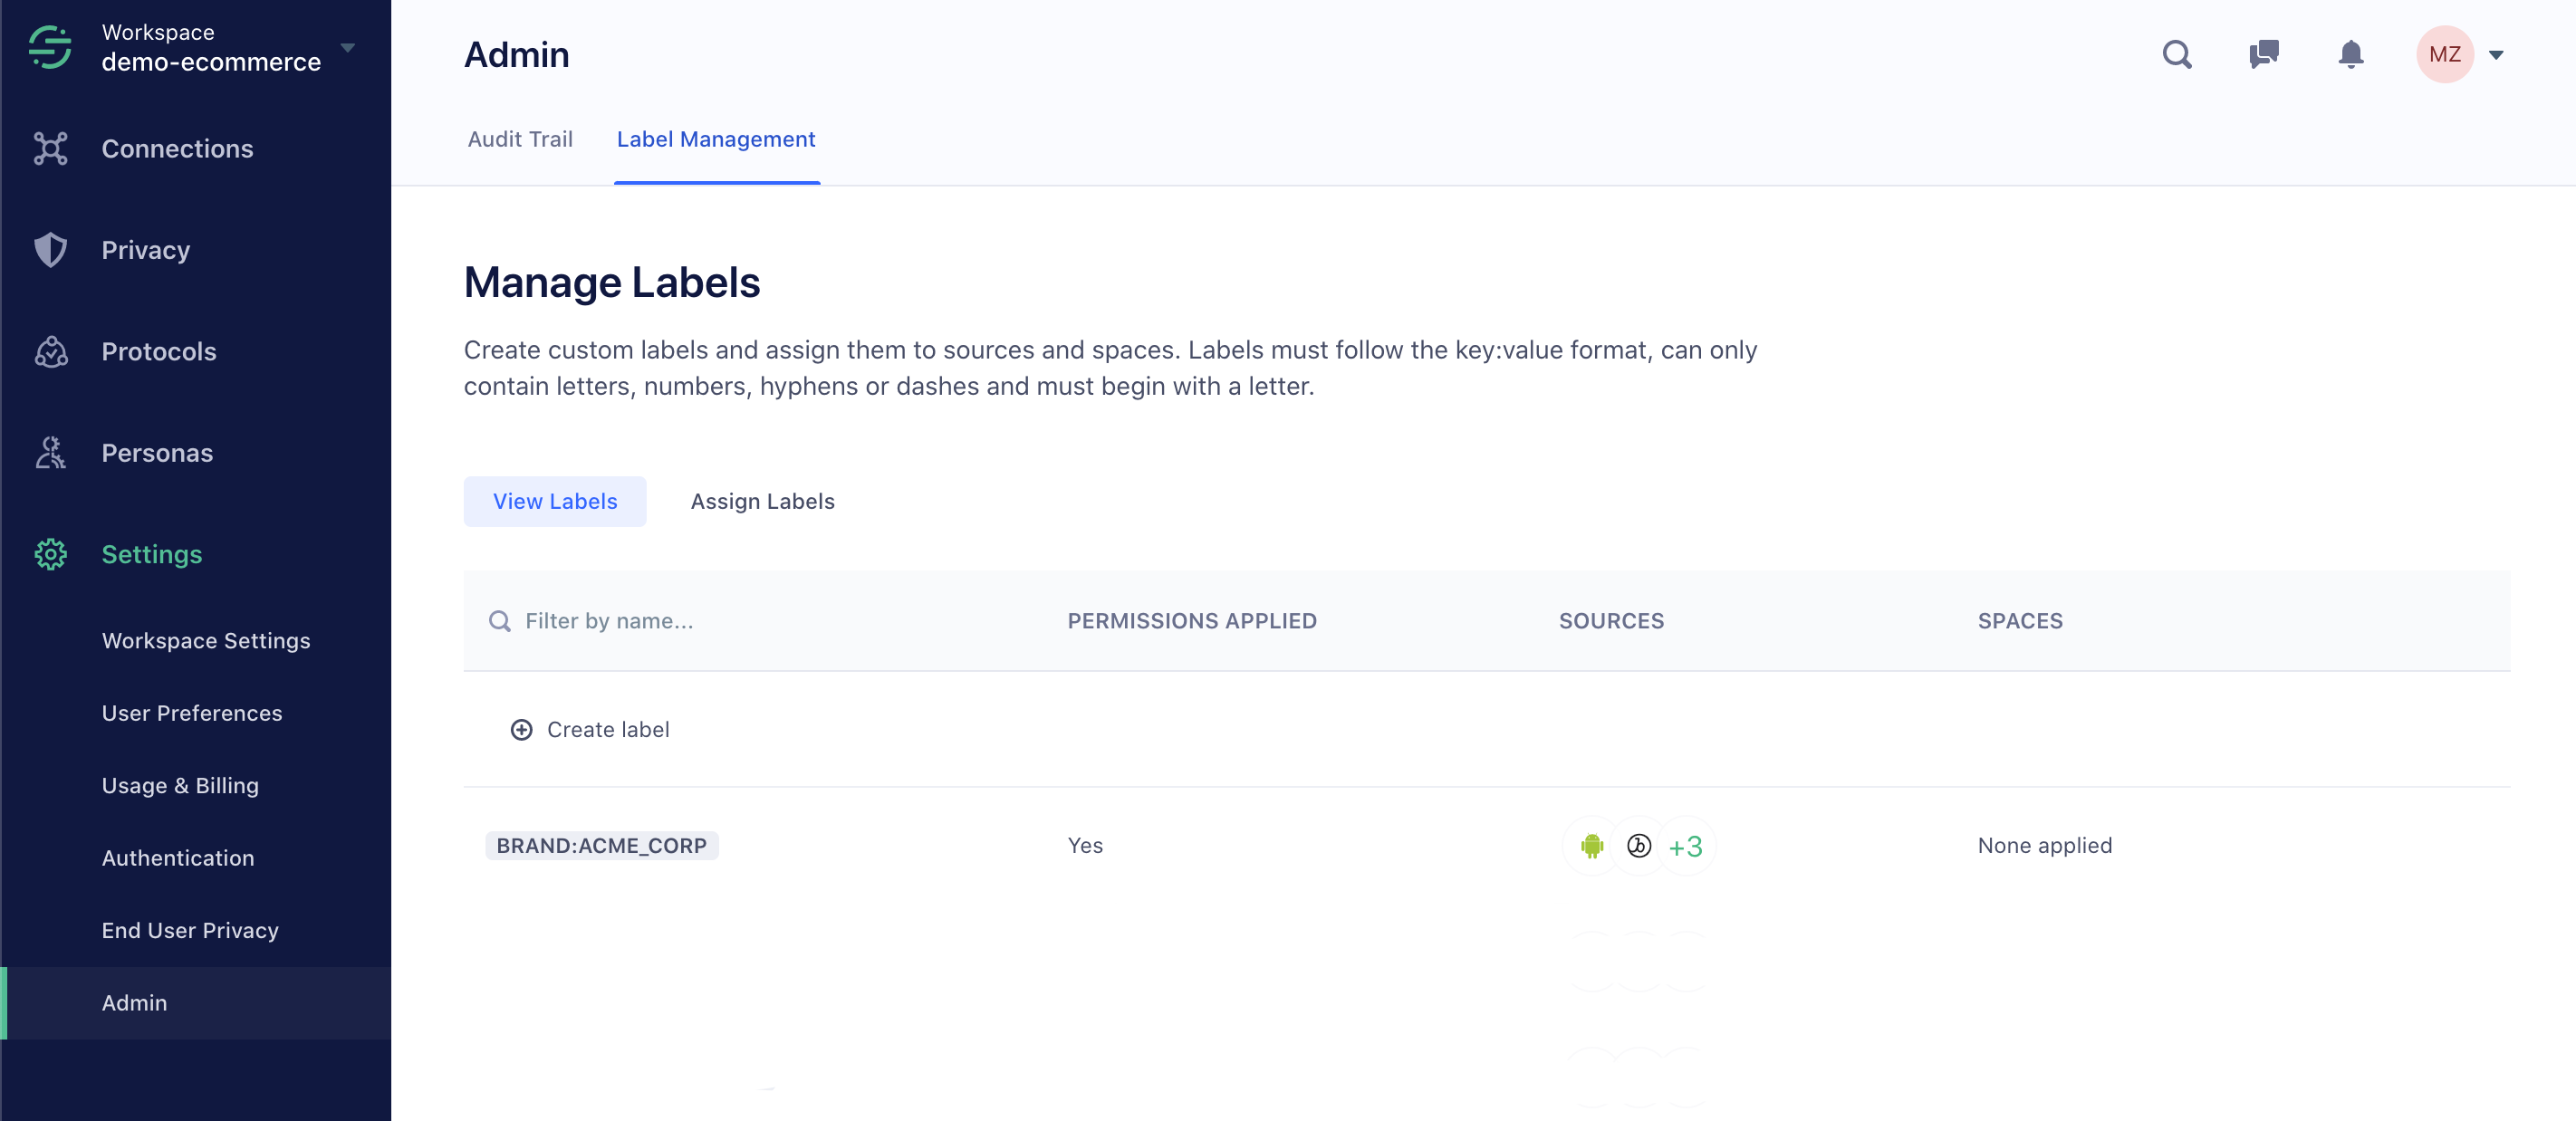 Workspace
demo-ecommerce
Connections
Privacy
Protocols
Personas
Settings
Workspace Settings
User Preferences
Usage & Billing
Authentication
End User Privacy
Admin
Admin
MZ
Audit Trail
Label Management
Manage Labels
Create custom labels and assign them to sources and spaces. Labels must follow the key:value format, can only
contain letters, numbers, hyphens or dashes and must begin with a letter.
View Labels
Assign Labels
Filter by name...
PERMISSIONS APPLIED
SOURCES
SPACES
Create label
BRAND:ACME_CORP
Yes
+3
None applied